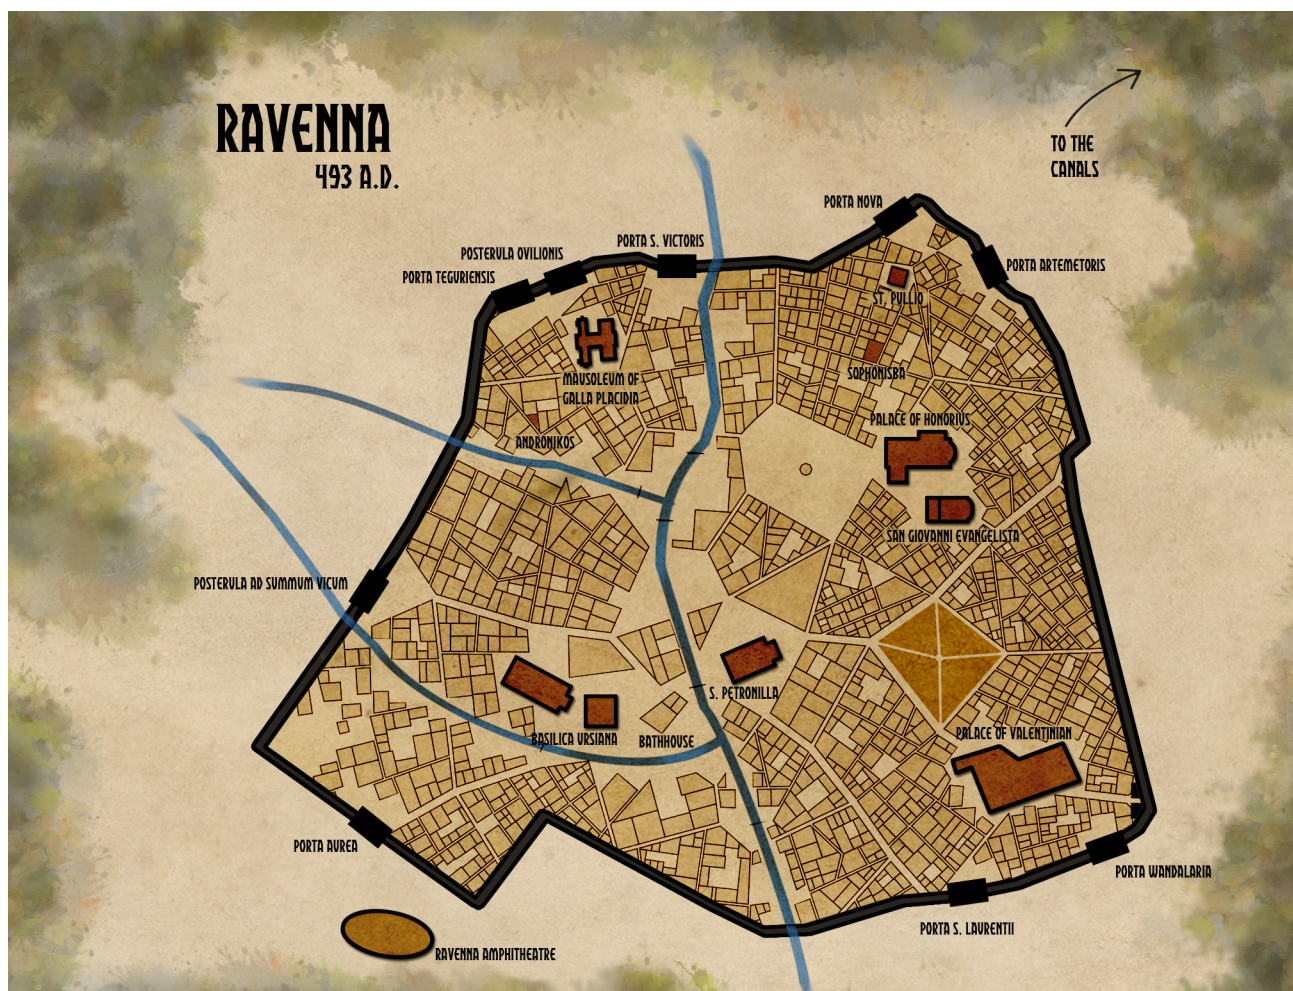 RAVENNA
493 A.D.
TO THE
CANALS
PORTA NOVA
PORTA S. VICTORIS
POSTERULA OVILIONIS
PORTA TEGURIENSIS
PORTA ARTEMETORIS
ST. PULLIO
MAUSOLEUM OF
GALLA PLACIDIA
SOPHONISBA
PALACE OF HONORIUS
ANDRONIKOS
SAN GIOVANNI EVANGELISTA
POSTERULA AD SUMMUM VICUM
S. PETRONILLA
BASILICA URSIANA
BATHHOUSE
PALACE OF VALENTINIAN
PORTA AUREA
PORTA WANDALARIA
PORTA S. LAURENTII
RAVENNA AMPHITHEATRE